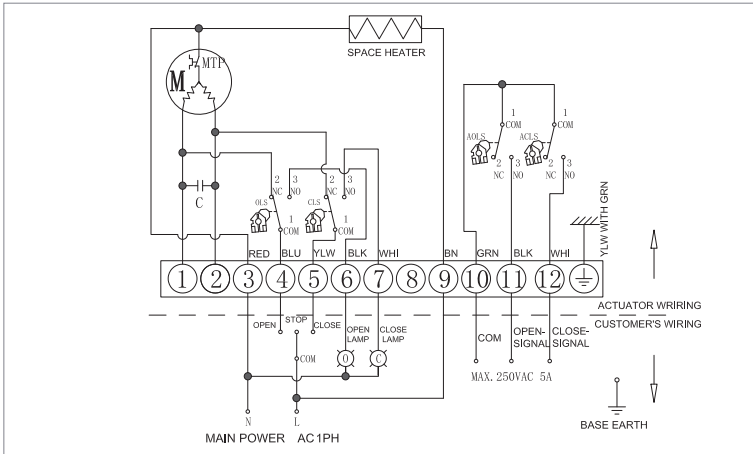 SPACE HEATER
MTP
M
C
1
COM
AOLS
2
NC
3
NO
1
COM
ACLS
2
NC
3
NO
2
NC
3
NO
OLS
1
COM
2
NC
3
NO
CLS
1
COM
YLW WITH GRN
RED BLU YLW BLK WHI BN GRN BLK WHI
1 2 3 4 5 6 7 8 9 10 11 12
ACTUATOR WRIRING
CUSTOMER'S WIRING
OPEN STOP CLOSE
OPEN
LAMP
CLOSE
LAMP
COM
O
C
COM
OPEN-
SIGNAL
CLOSE-
SIGNAL
MAX. 250VAC 5A
N L
MAIN POWER AC1PH
BASE EARTH